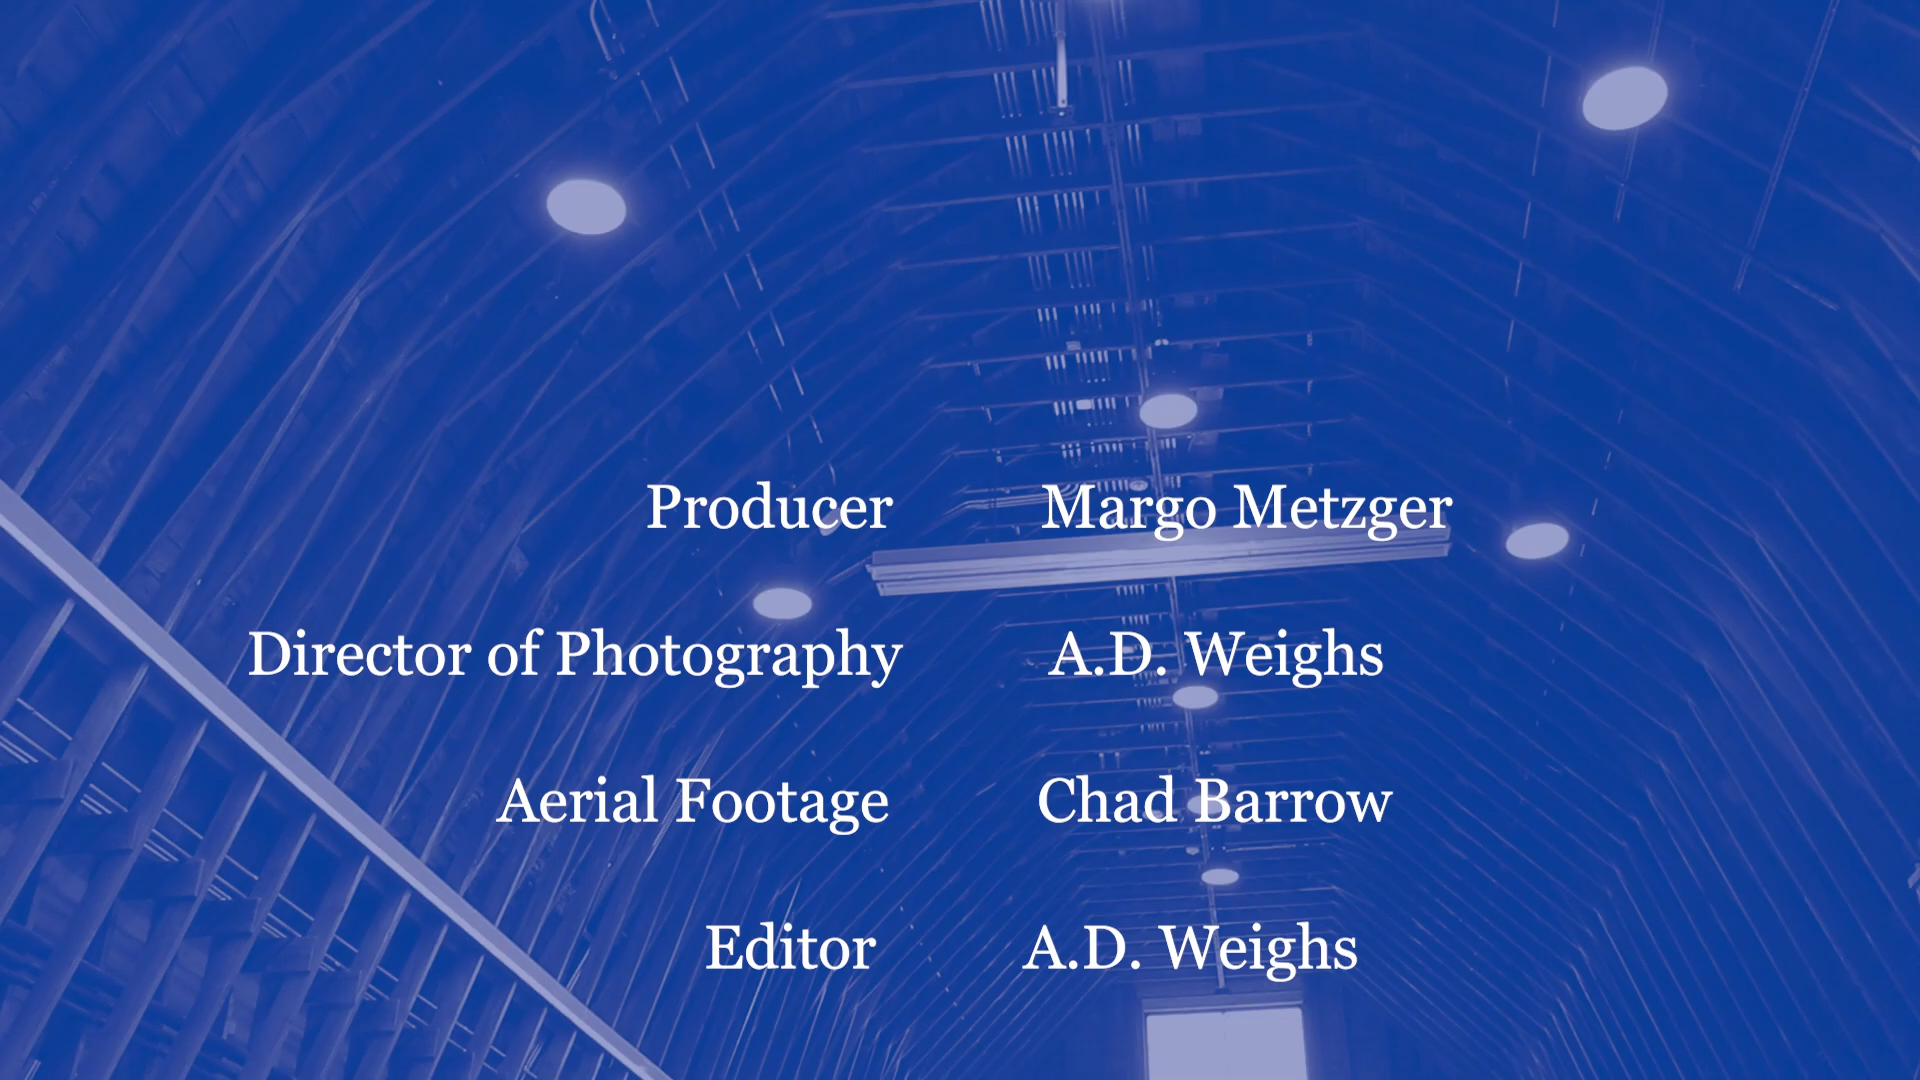 Producer Margo Metzger
Director of Photography A.D. Weighs
Aerial Footage Chad Barrow
Editor A.D. Weighs